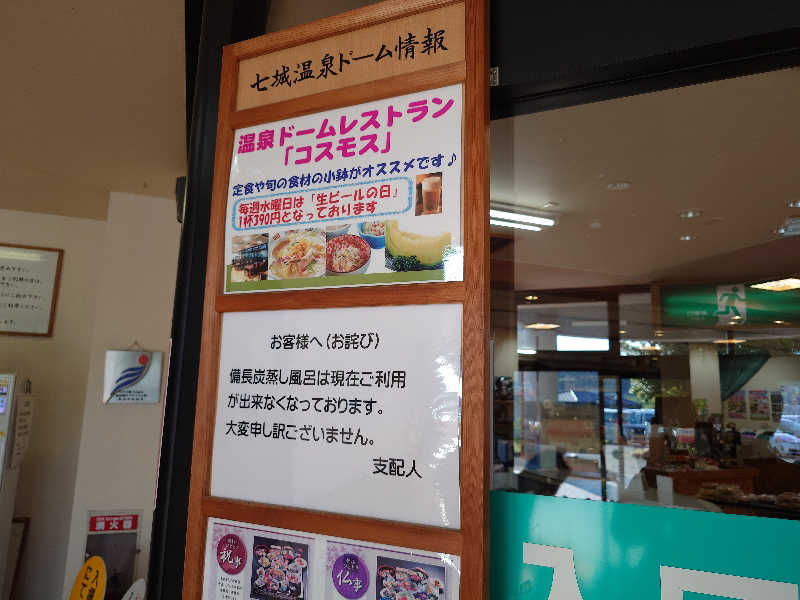 七城温泉ドーム情報
温泉ドームレストラン
「コスモス」
定食や旬の食材の小鉢がオススメです♪
毎週水曜日は「生ビールの日」
1杯390円となっております
お客様へ(お詫び)
備長炭蒸し風呂は現在ご利用
が出来なくなっております。
大変申し訳ございません。
支配人
祝事
仏事
消火器